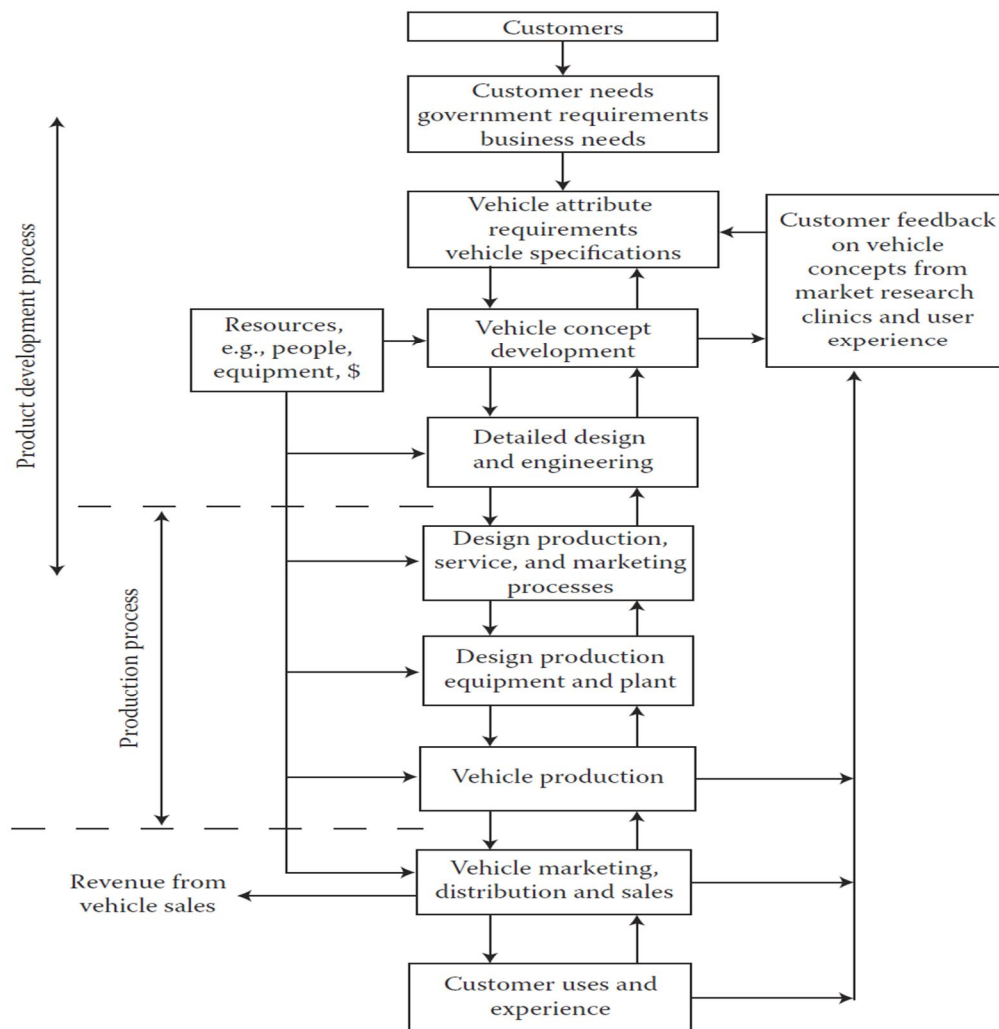 Customers
Customer needs
government requirements
business needs
Vehicle attribute
requirements
vehicle specifications
Customer feedback
on vehicle
concepts from
market research
clinics and user
experience
Resources,
e.g., people,
equipment, $
Vehicle concept
development
Product development process
Detailed design
and engineering
Design production,
service, and marketing
processes
Production process
Design production
equipment and plant
Vehicle production
Vehicle marketing,
distribution and sales
Revenue from
vehicle sales
Customer uses and
experience